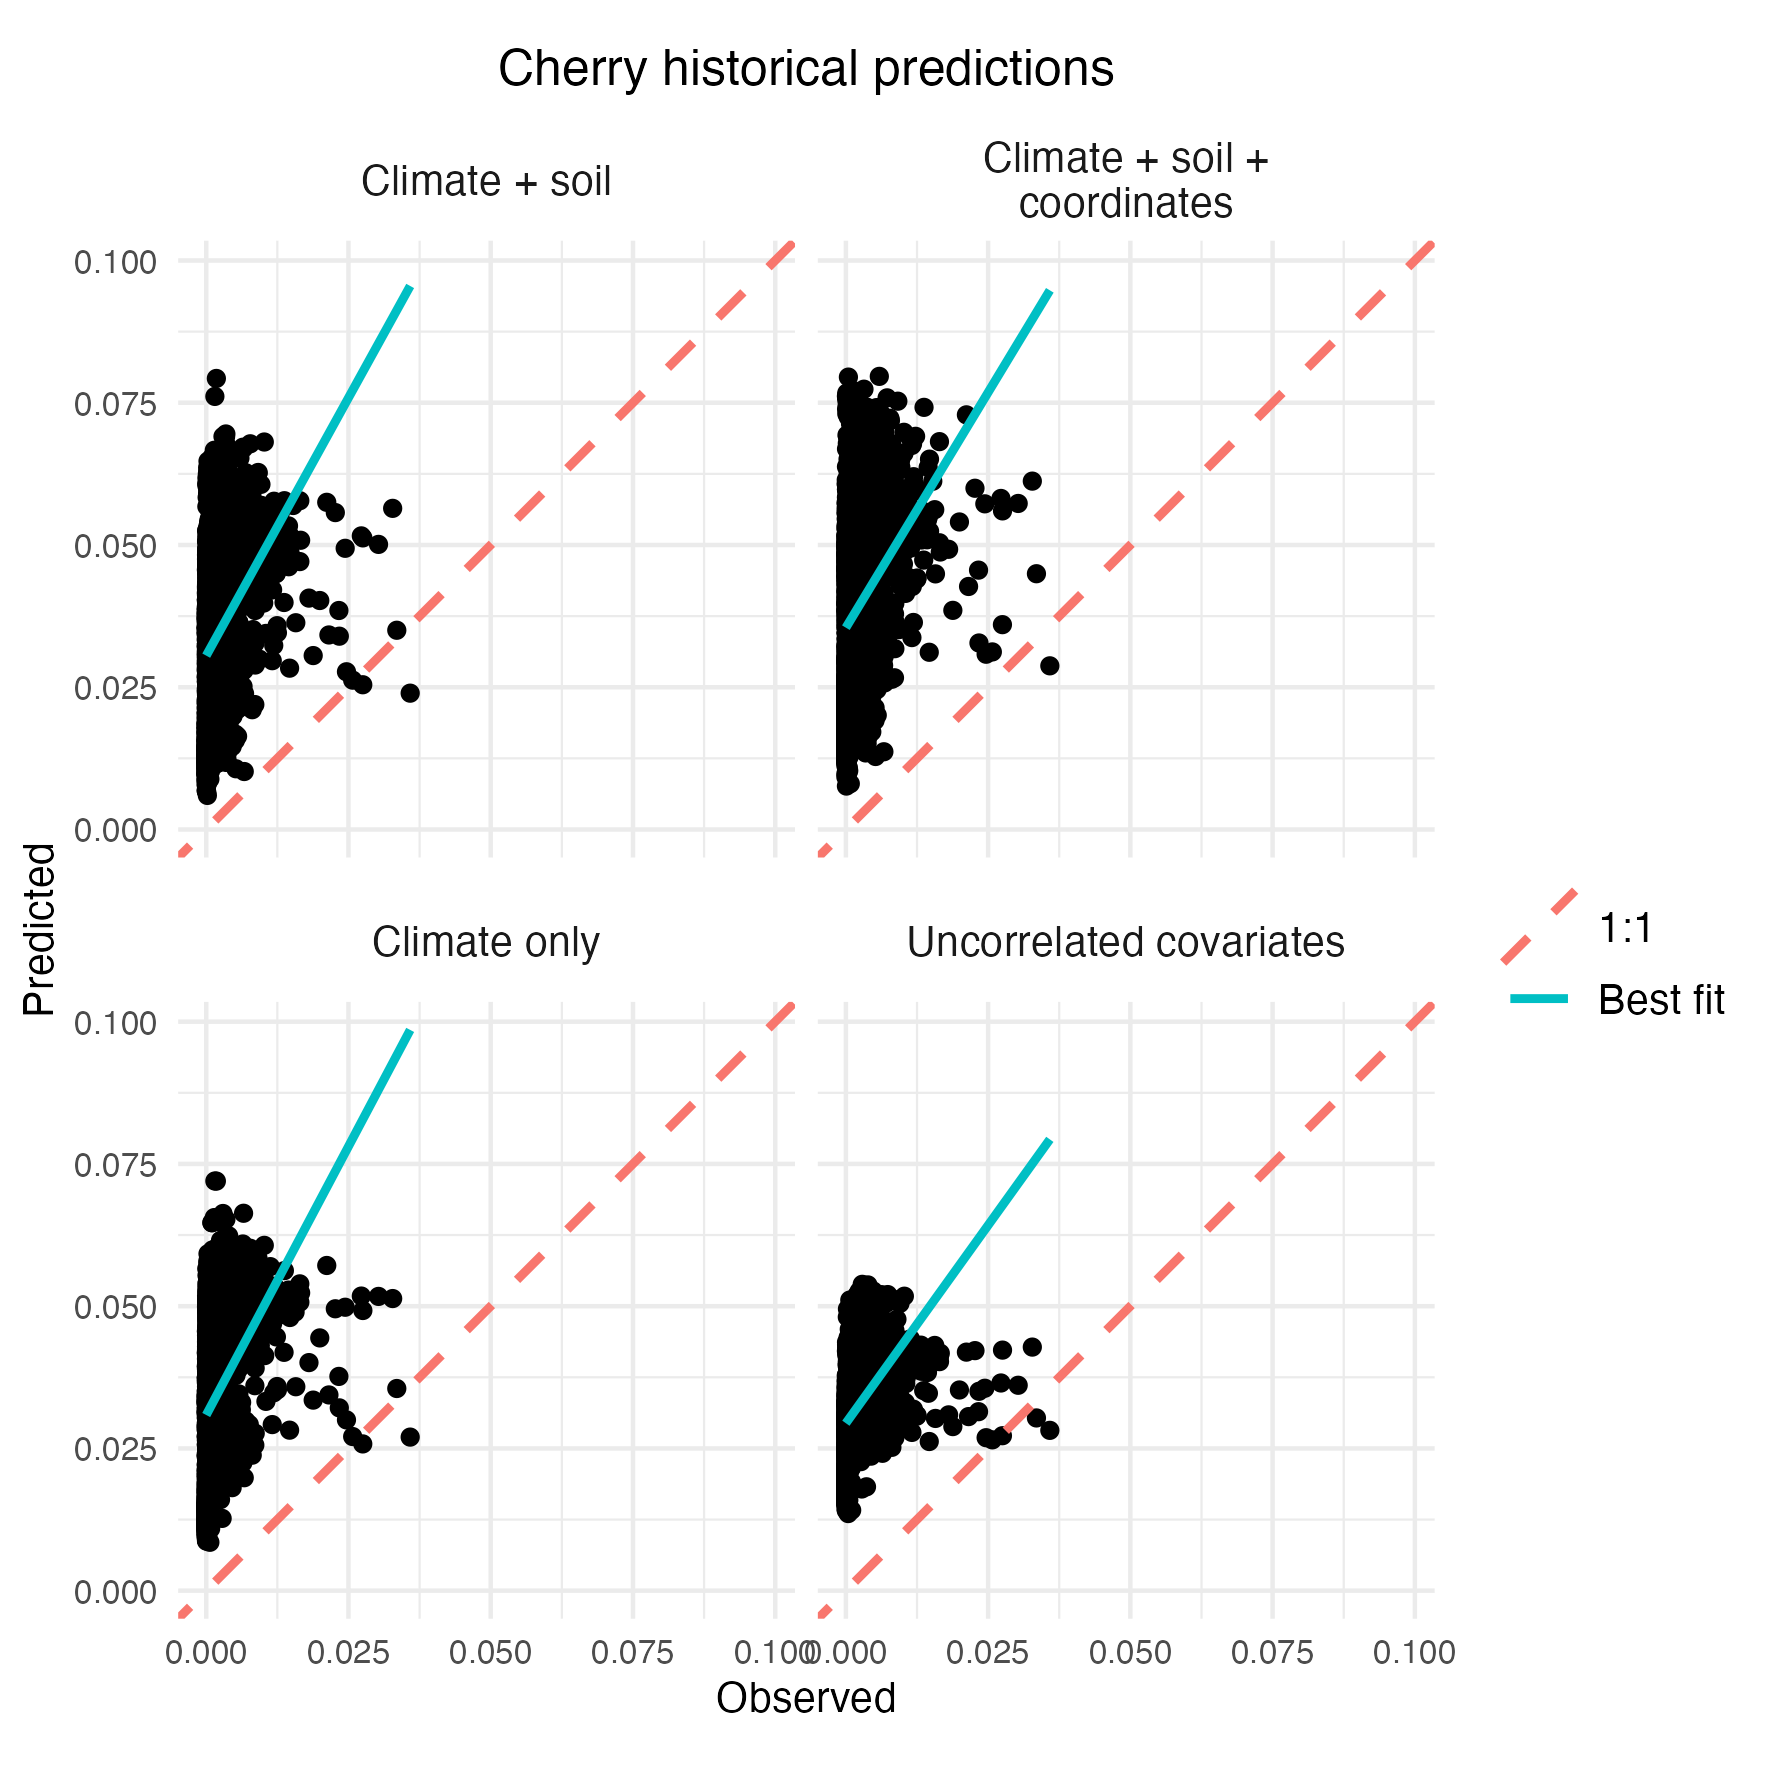 Cherry historical predictions
Climate + soil
Climate + soil +
coordinates
0.100
0.075
0.050
0.025
0.000
Predicted
Climate only
Uncorrelated covariates
1:1
Best fit
0.100
0.075
0.050
0.025
0.000
0.000 0.025 0.050 0.075 0.100 0.000 0.025 0.050 0.075 0.100
Observed